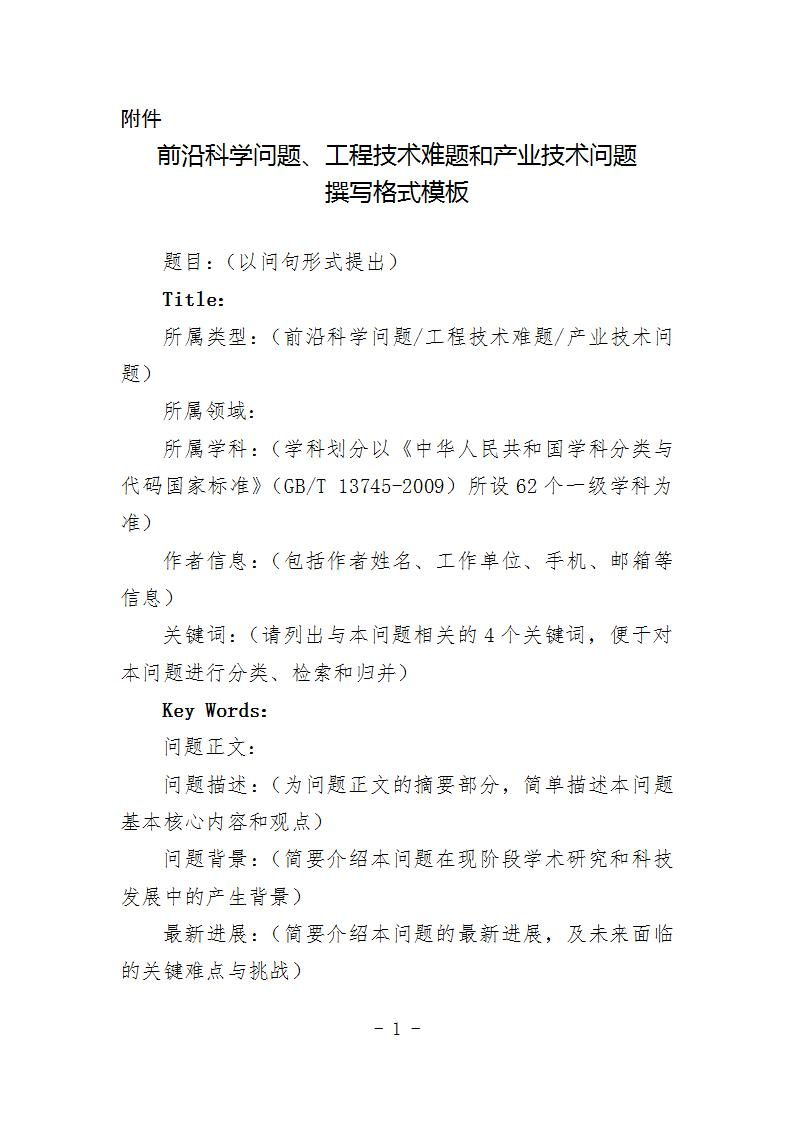 附件
前沿科学问题、工程技术难题和产业技术问题
撰写格式模板
题目：（以问句形式提出）
Title:
所属类型：（前沿科学问题/工程技术难题/产业技术问
题）
所属领域：
所属学科：（学科划分以《中华人民共和国学科分类与
代码国家标准》（GB/T 13745-2009）所设 62 个一级学科为
准）
作者信息：（包括作者姓名、工作单位、手机、邮箱等
信息）
关键词：（请列出与本问题相关的 4 个关键词，便于对
本问题进行分类、检索和归并）
Key Words:
问题正文：
问题描述：（为问题正文的摘要部分，简单描述本问题
基本核心内容和观点）
问题背景：（简要介绍本问题在现阶段学术研究和科技
发展中的产生背景）
最新进展：（简要介绍本问题的最新进展，及未来面临
的关键难点与挑战）
- 1 -